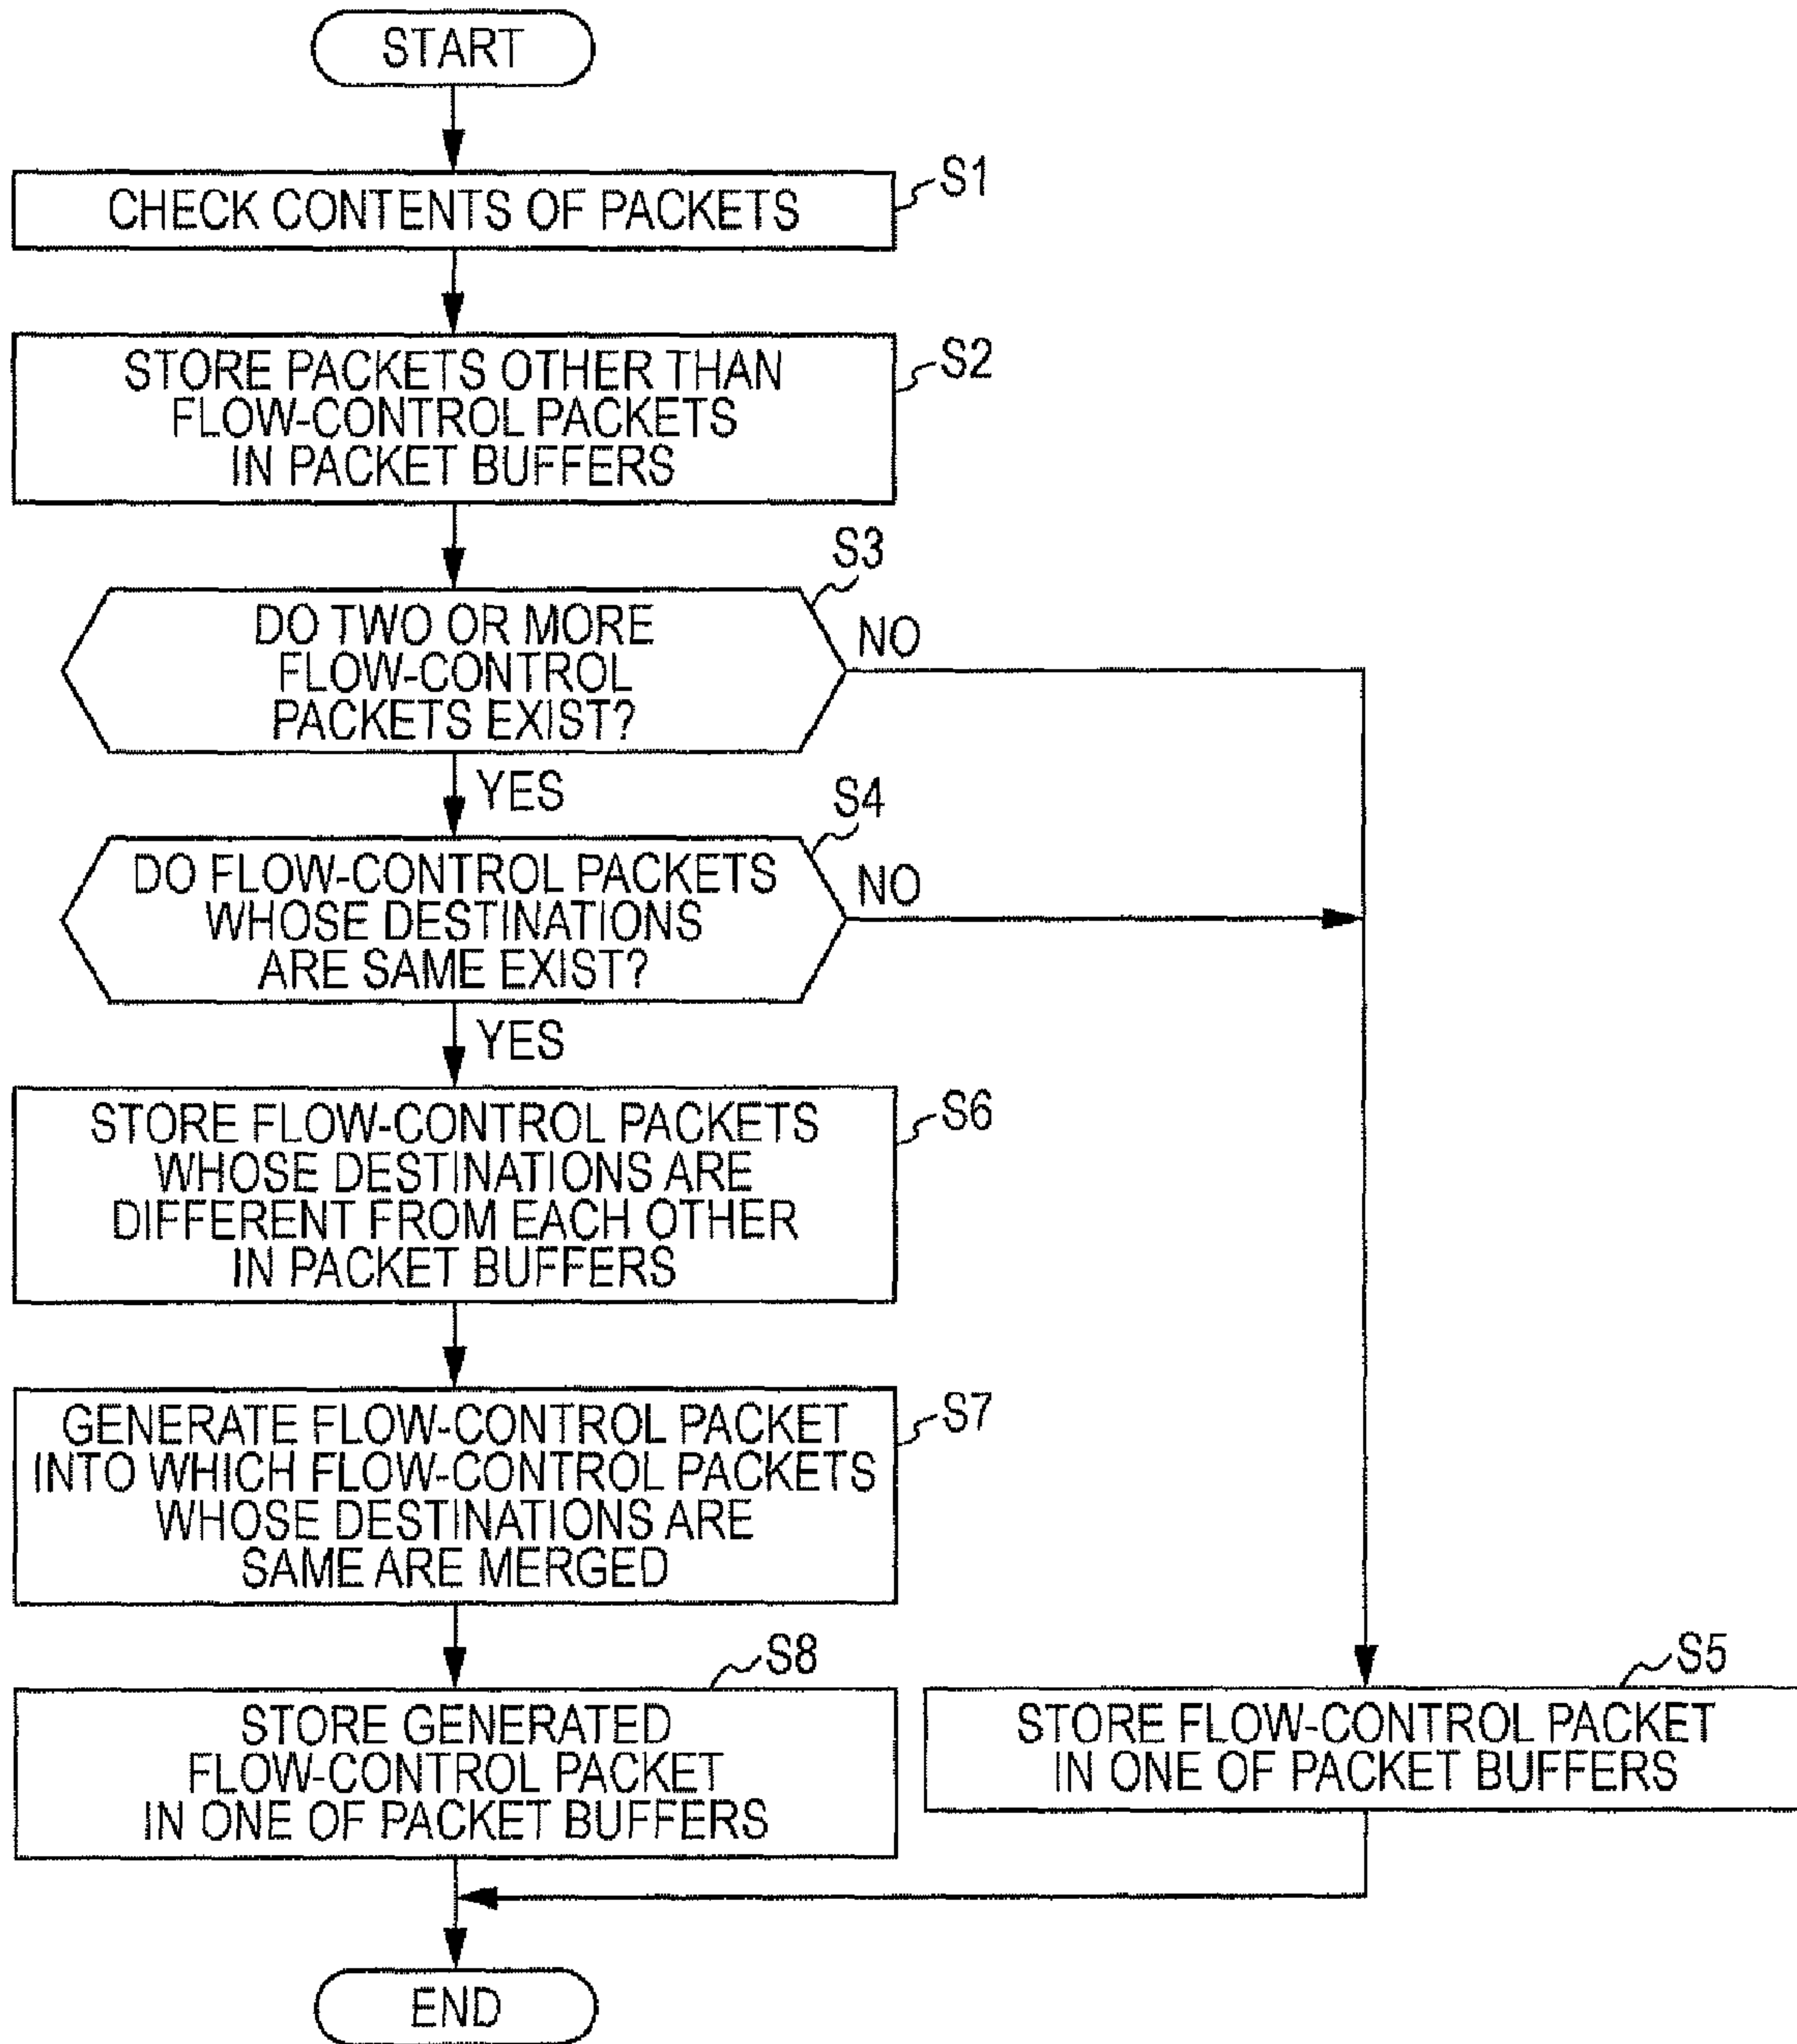 START
CHECK CONTENTS OF PACKETS
S1
STORE PACKETS OTHER THAN
FLOW-CONTROL PACKETS
IN PACKET BUFFERS
S2
DO TWO OR MORE
FLOW-CONTROL
PACKETS EXIST?
S3
NO
YES
DO FLOW-CONTROL PACKETS
WHOSE DESTINATIONS
ARE SAME EXIST?
S4
NO
YES
STORE FLOW-CONTROL PACKETS
WHOSE DESTINATIONS ARE
DIFFERENT FROM EACH OTHER
IN PACKET BUFFERS
S6
GENERATE FLOW-CONTROL PACKET
INTO WHICH FLOW-CONTROL PACKETS
WHOSE DESTINATIONS ARE
SAME ARE MERGED
S7
STORE GENERATED
FLOW-CONTROL PACKET
IN ONE OF PACKET BUFFERS
S8
STORE FLOW-CONTROL PACKET
IN ONE OF PACKET BUFFERS
S5
END